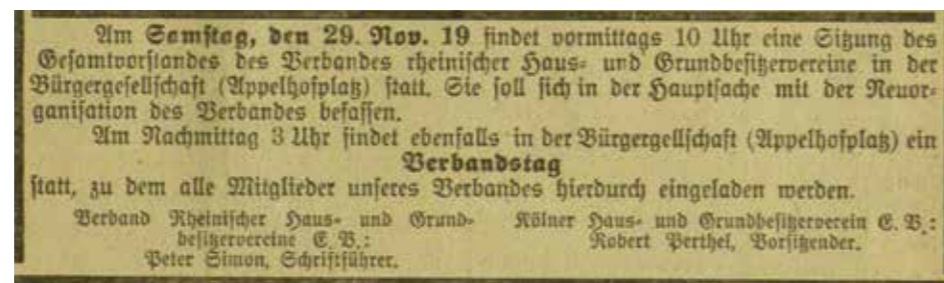 Am Samstag, den 29. Nov. 19 findet vormittags 10 Uhr eine Sitzung des
Gesamtvorstandes des Verbandes rheinischer Haus- und Grundbesitzervereine in der
Bürgergesellschaft (Appelhofplatz) statt. Sie soll sich in der Hauptsache mit der Neuor-
ganisation des Verbandes befassen.
Am Nachmittag 3 Uhr findet ebenfalls in der Bürgergellschaft (Appelhofplatz) ein
Verbandstag
statt, zu dem alle Mitglieder unseres Verbandes hierdurch eingeladen werden.
Verband Rheinischer Haus- und Grund-
besitzervereine E. V.:
Peter Simon, Schriftführer.
Kölner Haus- und Grundbesitzerverein E. V.:
Robert Perthel, Vorsitzender.